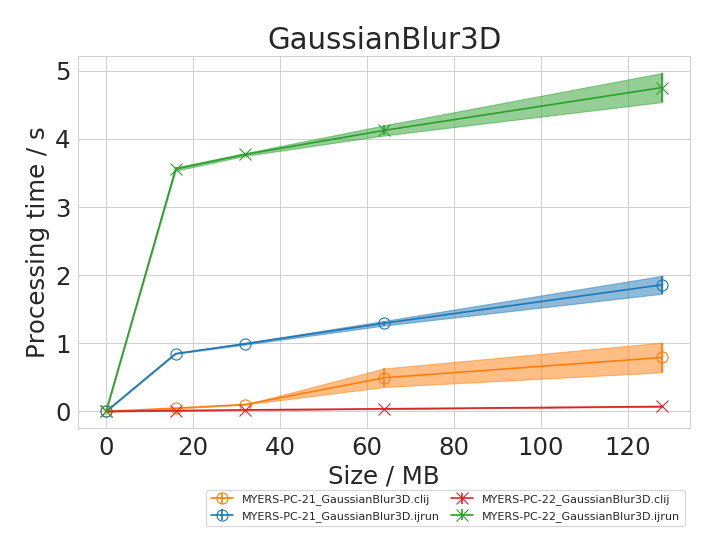 GaussianBlur3D
Processing time / s
5
4
3
2
1
0
0 20 40 60 80 100 120
Size / MB
MYERS-PC-21_GaussianBlur3D.clij MYERS-PC-22_GaussianBlur3D.clij
MYERS-PC-21_GaussianBlur3D.ijrun MYERS-PC-22_GaussianBlur3D.ijrun